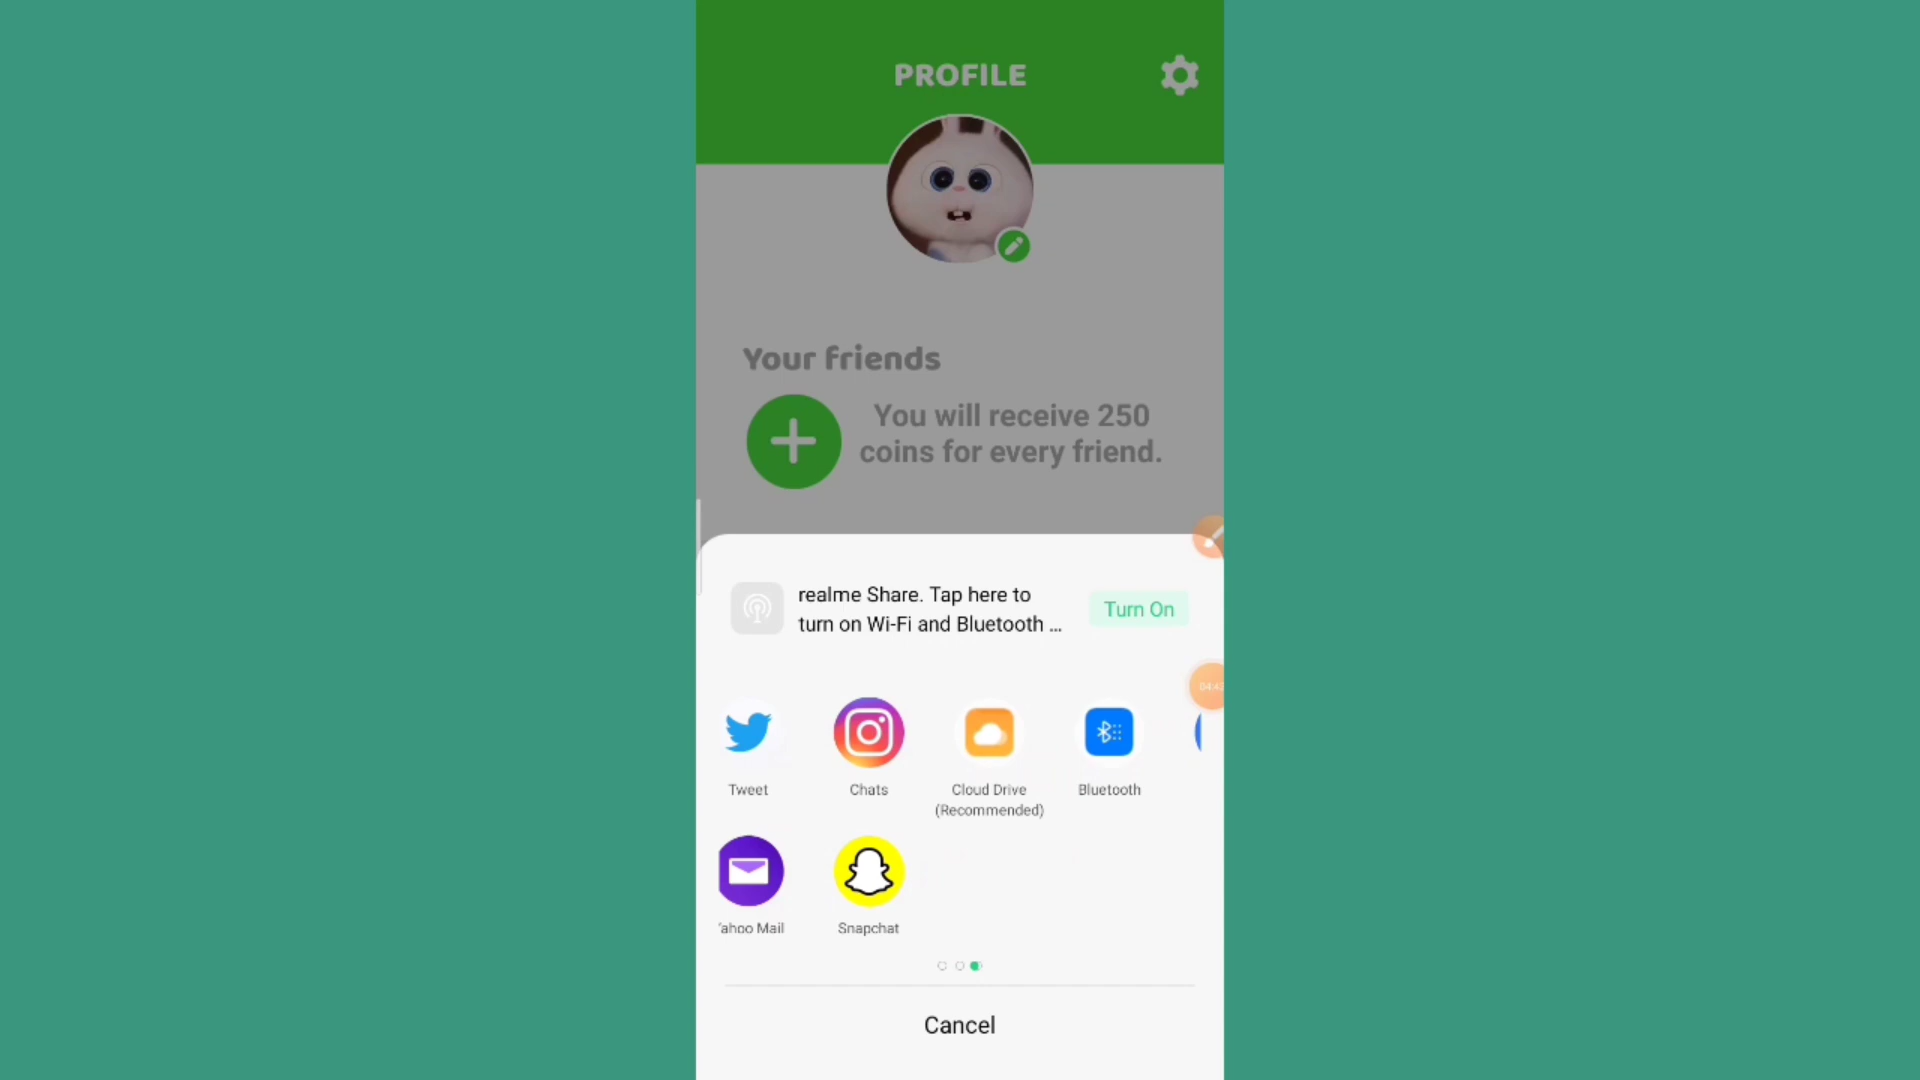 PROFILE
Your friends
You will receive 250
coins for every friend.
realme Share. Tap here to
turn on Wi-Fi and Bluetooth ...
Turn On
Tweet
Chats
Cloud Drive
(Recommended)
Bluetooth
ahoo Mail
Snapchat
Cancel